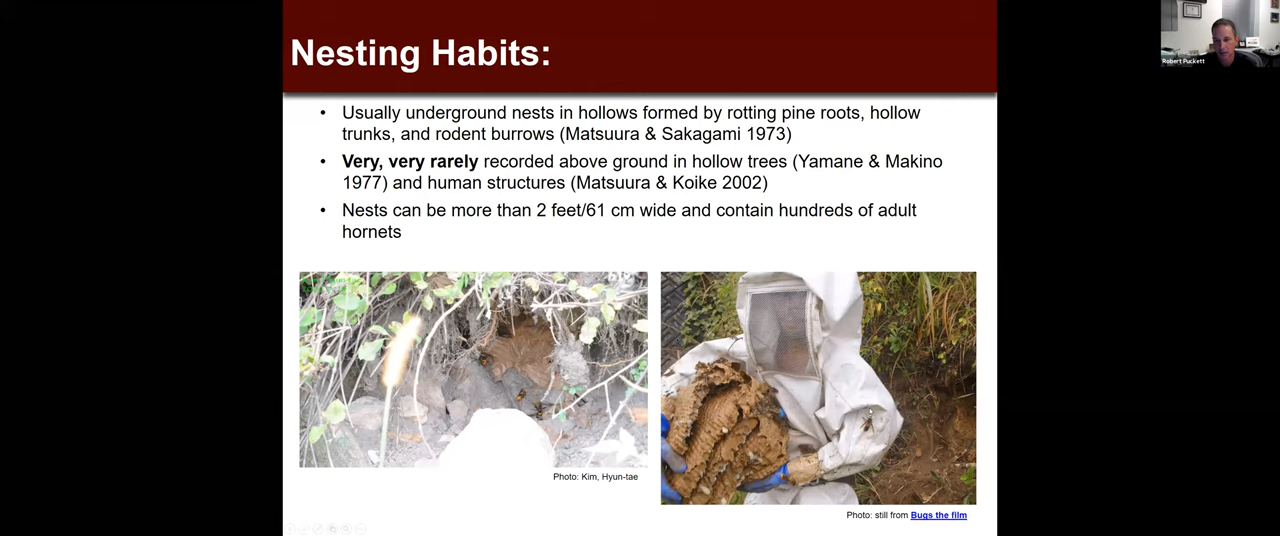 Nesting Habits:
Robert Puckett
• Usually underground nests in hollows formed by rotting pine roots, hollow
trunks, and rodent burrows (Matsuura & Sakagami 1973)
• Very, very rarely recorded above ground in hollow trees (Yamane & Makino
1977) and human structures (Matsuura & Koike 2002)
• Nests can be more than 2 feet/61 cm wide and contain hundreds of adult
hornets
Photo: Kim, Hyun-tae
Photo: still from Bugs the film